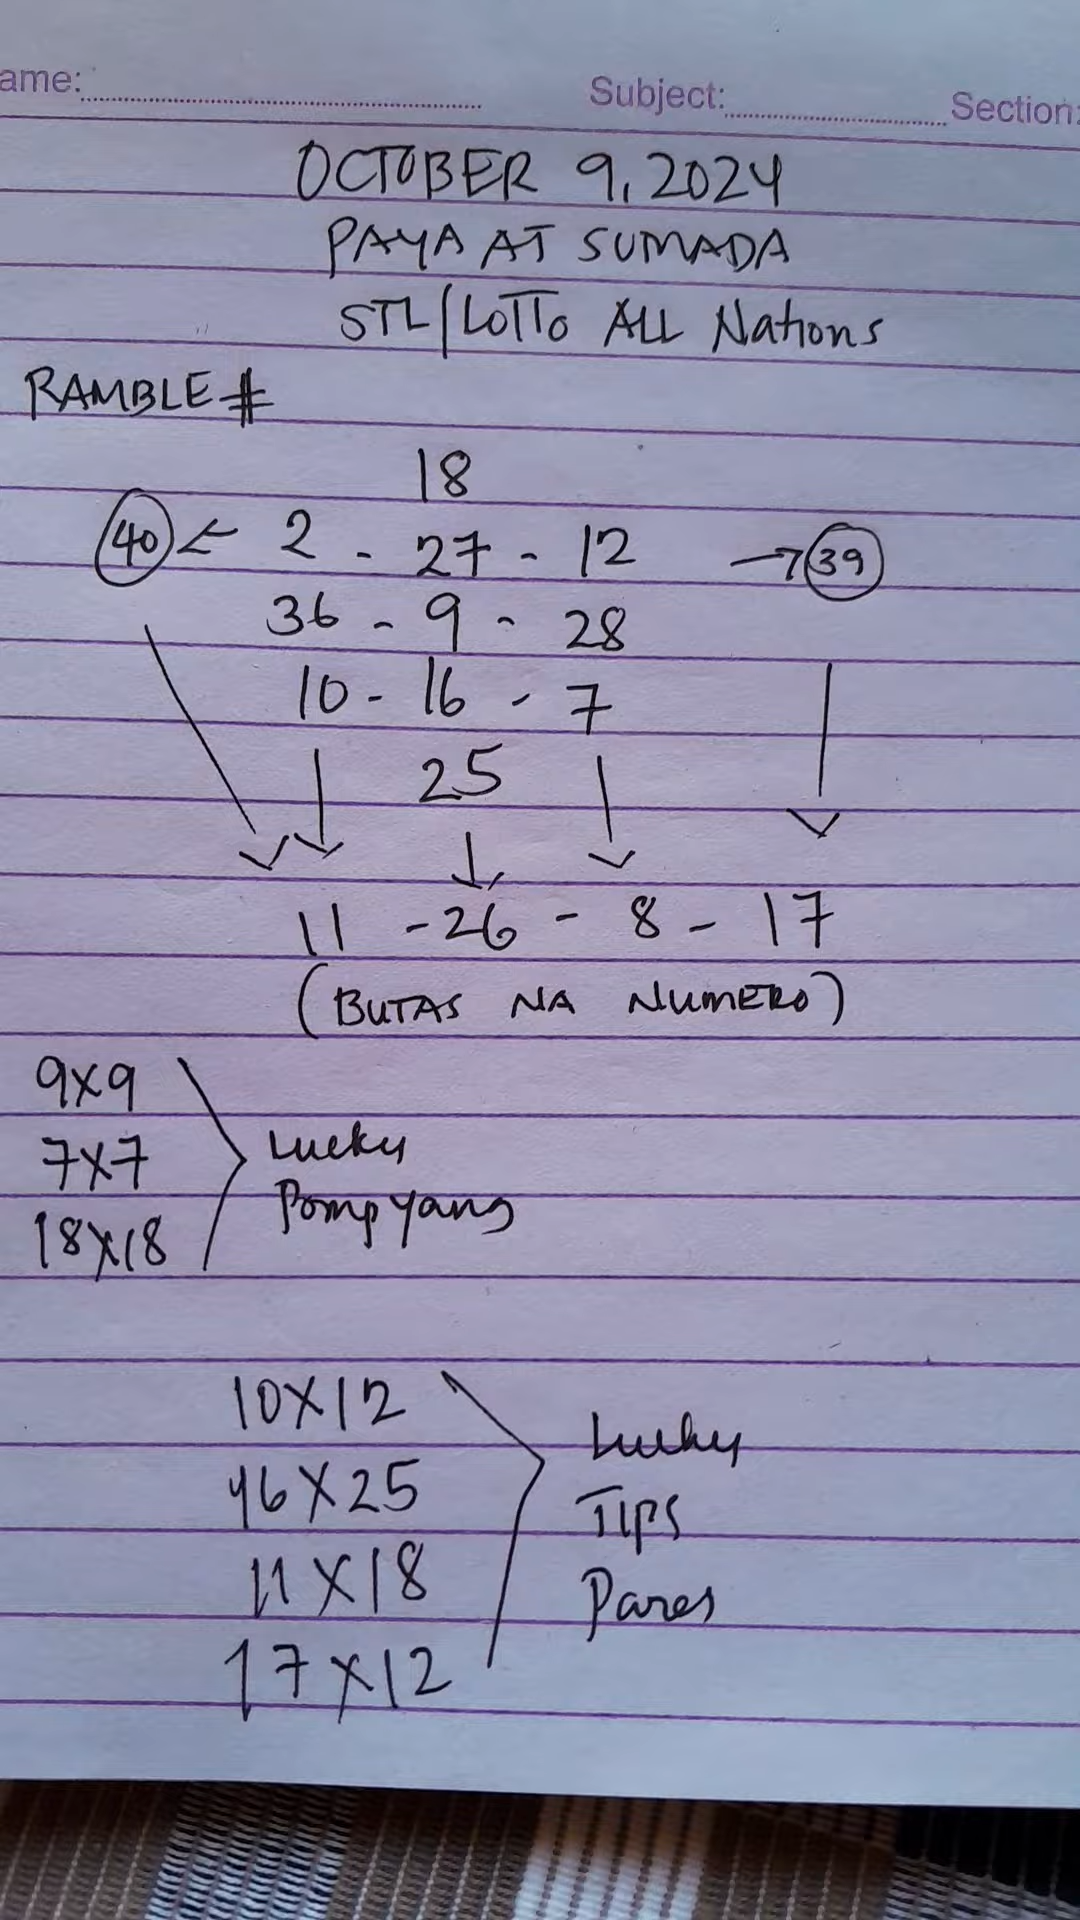 ame: Subject: Section:
OCTOBER 9, 2024
PAYA AT SUMADA
STL/LOTTO ALL Nations
RAMBLE #
18
40 ← 2 - 27 - 12 → 39
36 - 9 - 28
10 - 16 - 7
25
11 - 26 - 8 - 17
(BUTAS NA NUMERO)
9x9
7x7
18x18
Lucky
Pompyang
10X12
16X25
11X18
17X12
Lucky
Tips
Pares